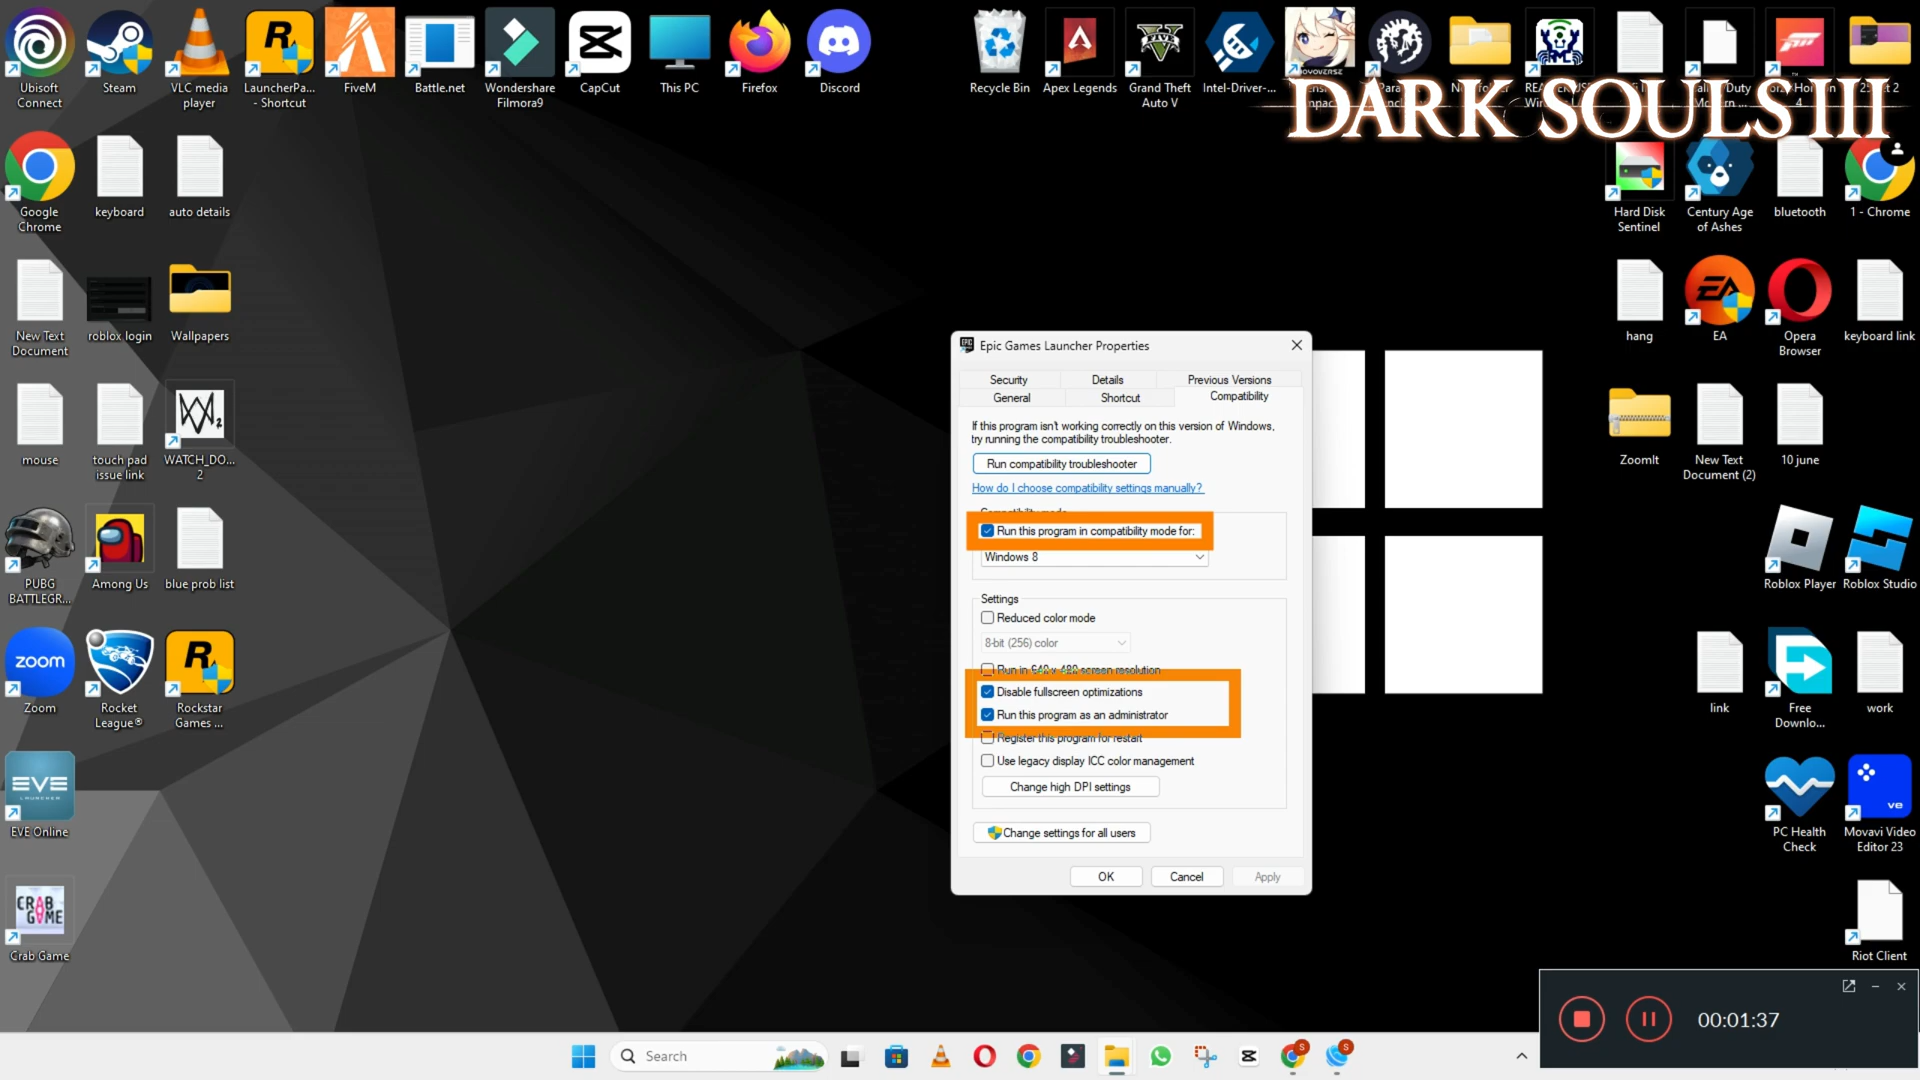 Ubisoft
Connect
Steam
VLC media
player
LauncherPa...
- Shortcut
FiveM
Battle.net
Wondershare
Filmora9
CapCut
This PC
Firefox
Discord
Recycle Bin
Apex Legends
Grand Theft
Auto V
Intel-Driver-...
DARK SOULS III
Google
Chrome
keyboard
auto details
Hard Disk
Sentinel
Century Age
of Ashes
bluetooth
1 - Chrome
New Text
Document
roblox login
Wallpapers
hang
EA
Opera
Browser
keyboard link
mouse
touch pad
issue link
WATCH_DO...
2
ZoomIt
New Text
Document (2)
10 june
PUBG
BATTLEGR...
Among Us
blue prob list
Roblox Player
Roblox Studio
zoom
Zoom
Rocket
League®
Rockstar
Games ...
link
Free
Downlo...
work
EVE
LAUNCHER
EVE Online
PC Health
Check
ve
Movavi Video
Editor 23
CRAB
GAME
Crab Game
Riot Client
Epic Games Launcher Properties
Security
Details
Previous Versions
General
Shortcut
Compatibility
If this program isn't working correctly on this version of Windows,
try running the compatibility troubleshooter.
Run compatibility troubleshooter
How do I choose compatibility settings manually?
Compatibility mode
Run this program in compatibility mode for:
Windows 8
Settings
Reduced color mode
8-bit (256) color
Run in 640 x 480 screen resolution
Disable fullscreen optimizations
Run this program as an administrator
Register this program for restart
Use legacy display ICC color management
Change high DPI settings
Change settings for all users
OK
Cancel
Apply
00:01:37
Search